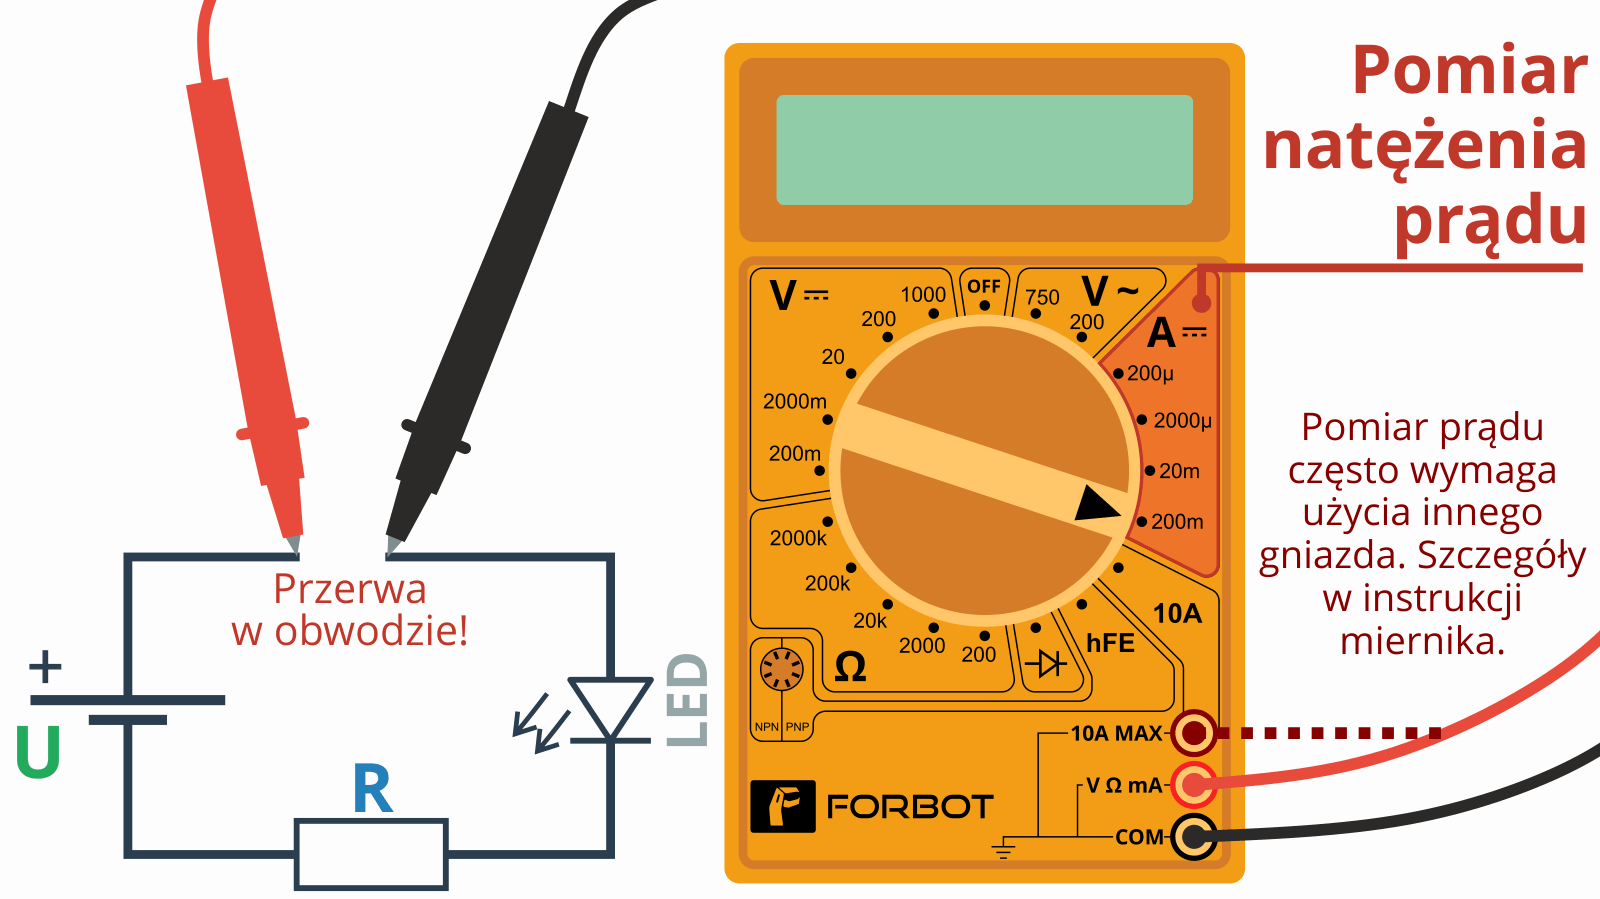 Pomiar
natężenia
prądu
V
1000
OFF
750
V ~
200
200
A
20
200µ
2000m
2000µ
200m
20m
200m
2000k
200k
20k
2000
200
10A
hFE
Ω
NPN
PNP
10A MAX
V Ω mA
COM
FORBOT
Pomiar prądu
często wymaga
użycia innego
gniazda. Szczegóły
w instrukcji
miernika.
Przerwa
w obwodzie!
+
U
R
LED